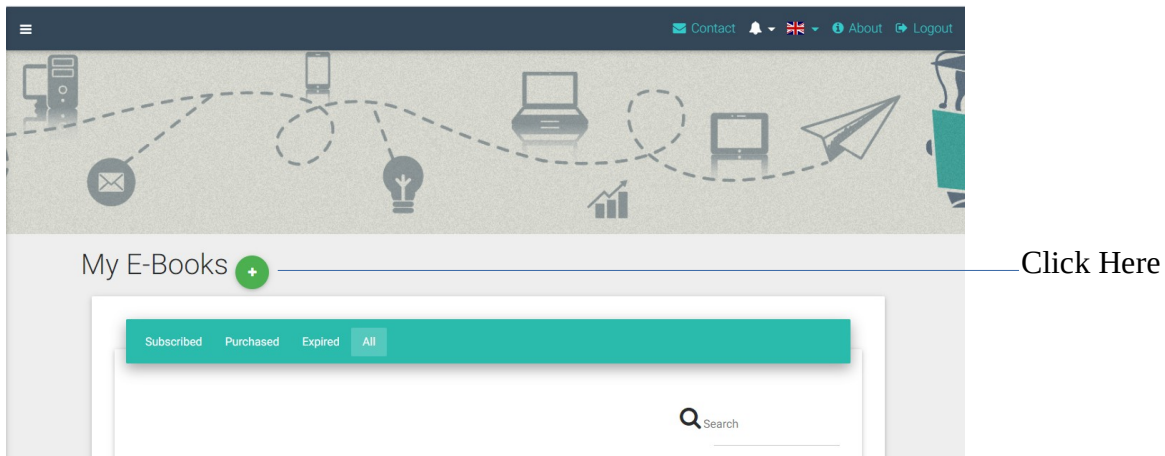 Contact About Logout
My E-Books
Click Here
Subscribed Purchased Expired All
Search